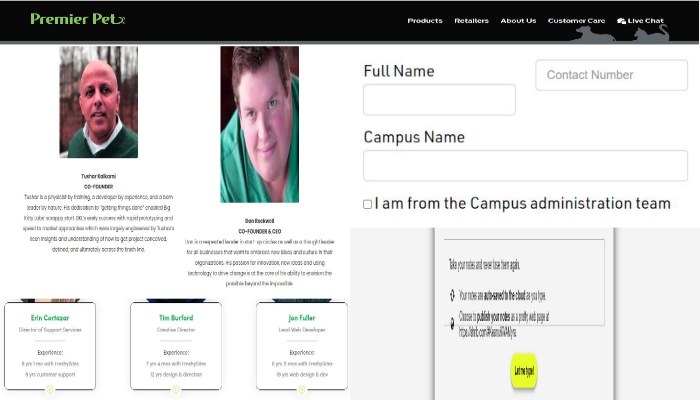 Premier Pet
Products Retailers About Us Customer Care Live Chat
Tushar Kulkarni
CO-FOUNDER
Tushar is a physicist by training, a developer by experience, and a born
leader by nature. His dedication to "getting things done" enabled Big
Kitty Labs' scrappy start. BKL's early success with rapid prototyping and
speed to market approaches which were largely engineered by Tushar's
lean insights and understanding of how to get project conceived,
defined, and ultimately across the finish line.
Dan Rockwell
CO-FOUNDER & CEO
Dan is a respected leader in start-up circles as well as a thought leader
for all businesses that want to embrace new ideas and culture in their
organizations. His passion for innovation, new ideas and using
technology to drive change is at the core of his ability to envision the
possible beyond the impossible.
Erin Cortazar
Director of Support Services
Experience:
8 yrs 1 mo with FreshySites
9 yrs customer support
Tim Burford
Creative Director
Experience:
7 yrs 4 mos with FreshySites
12 yrs design & direction
Jon Fuller
Lead Web Developer
Experience:
6 yrs 11 mos with FreshySites
15 yrs web design & dev
Full Name
Contact Number
Campus Name
I am from the Campus administration team
Take your notes and never lose them again.
Your notes are auto-saved to the cloud as you type.
Choose to publish your notes as a pretty web page at
Let me type!